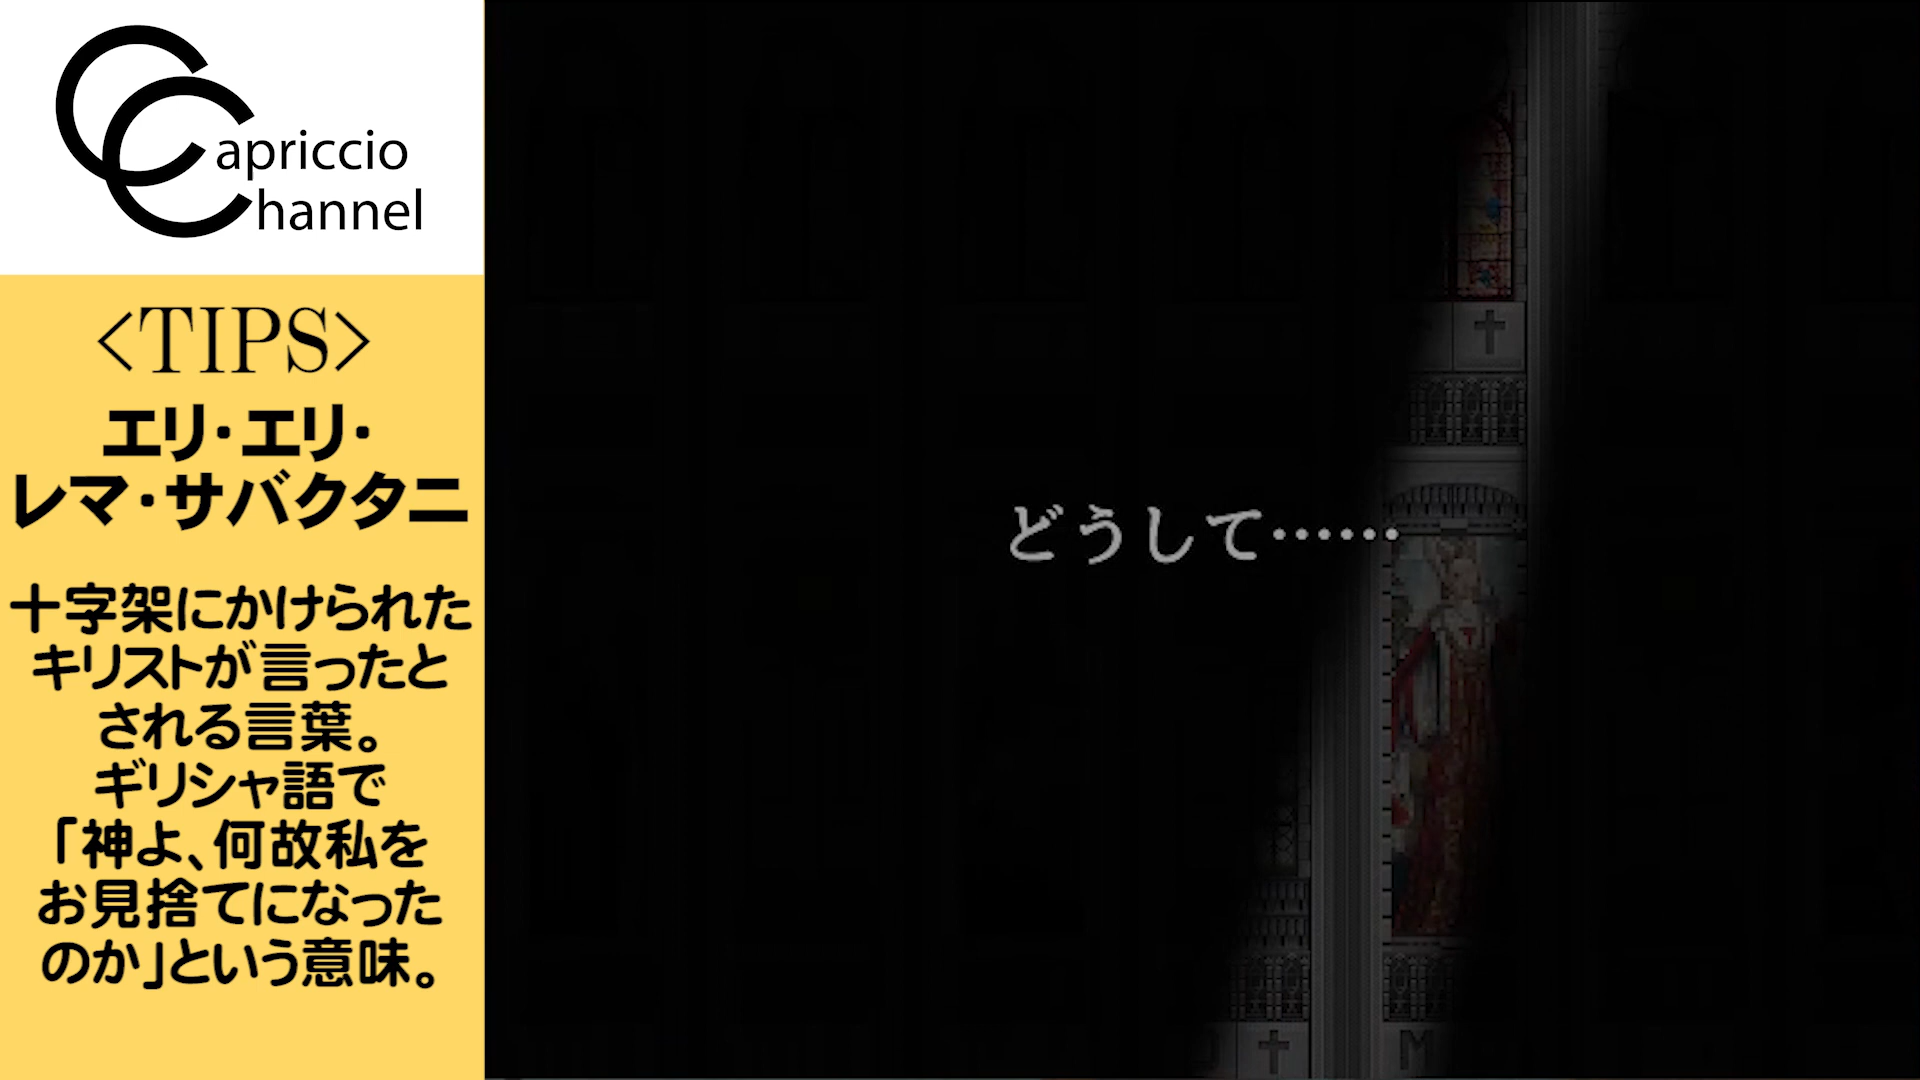 Capriccio
Channel
<TIPS>
エリ・エリ・
レマ・サバクタニ
十字架にかけられた
キリストが言ったと
される言葉。
ギリシャ語で
「神よ、何故私を
お見捨てになった
のか」という意味。
どうして……
M